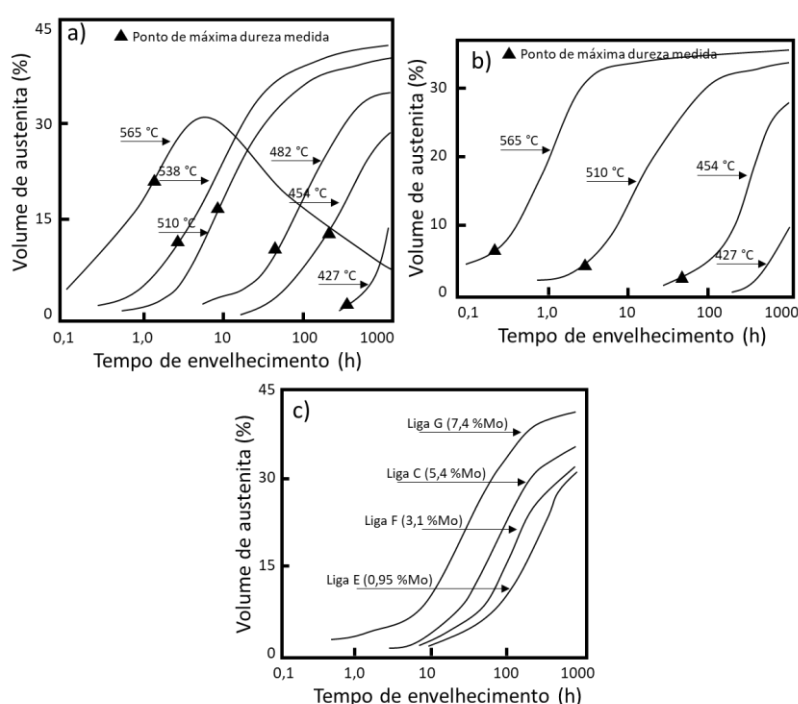 a)
▲ Ponto de máxima dureza medida
Volume de austenita (%)
45
30
15
0
565 °C
538 °C
510 °C
482 °C
454 °C
427 °C
0,1
1,0
10
100
1000
Tempo de envelhecimento (h)
b)
▲ Ponto de máxima dureza medida
Volume de austenita (%)
30
20
10
0
565 °C
510 °C
454 °C
427 °C
0,1
1,0
10
100
1000
Tempo de envelhecimento (h)
c)
Volume de austenita (%)
45
30
15
0
Liga G (7,4 %Mo)
Liga C (5,4 %Mo)
Liga F (3,1 %Mo)
Liga E (0,95 %Mo)
0,1
1,0
10
100
1000
Tempo de envelhecimento (h)